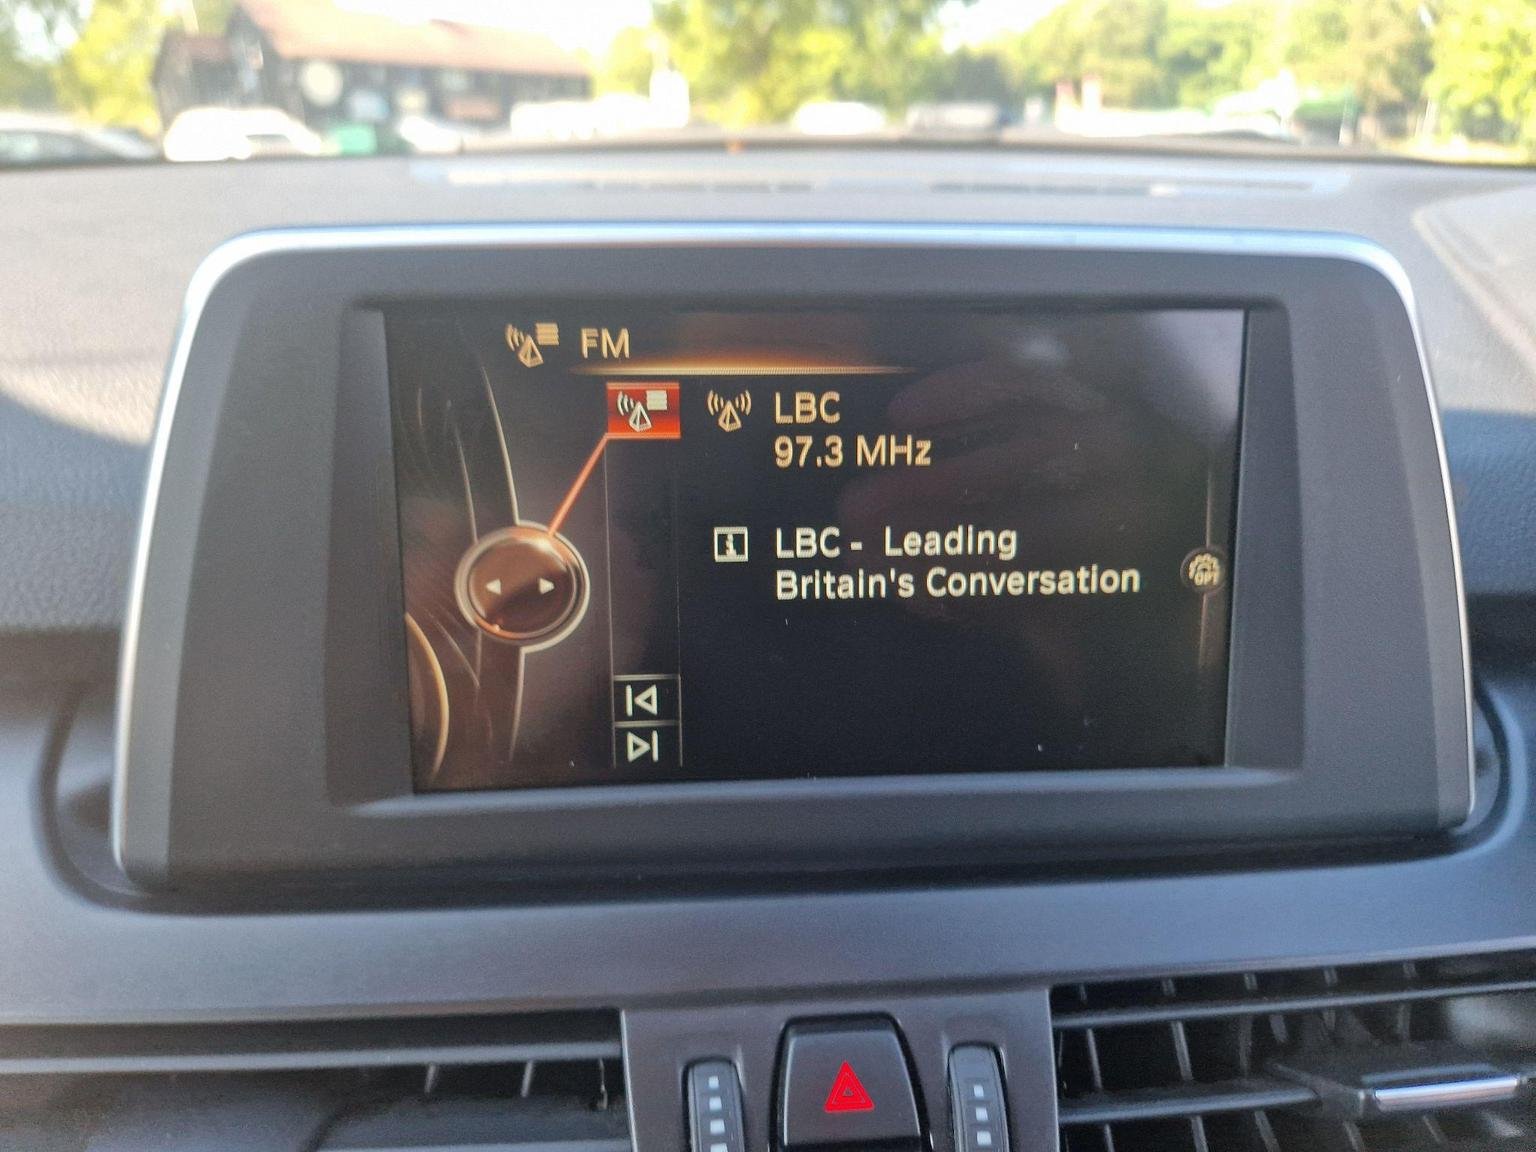 FM
LBC
97.3 MHz
LBC - Leading
Britain's Conversation
OPT